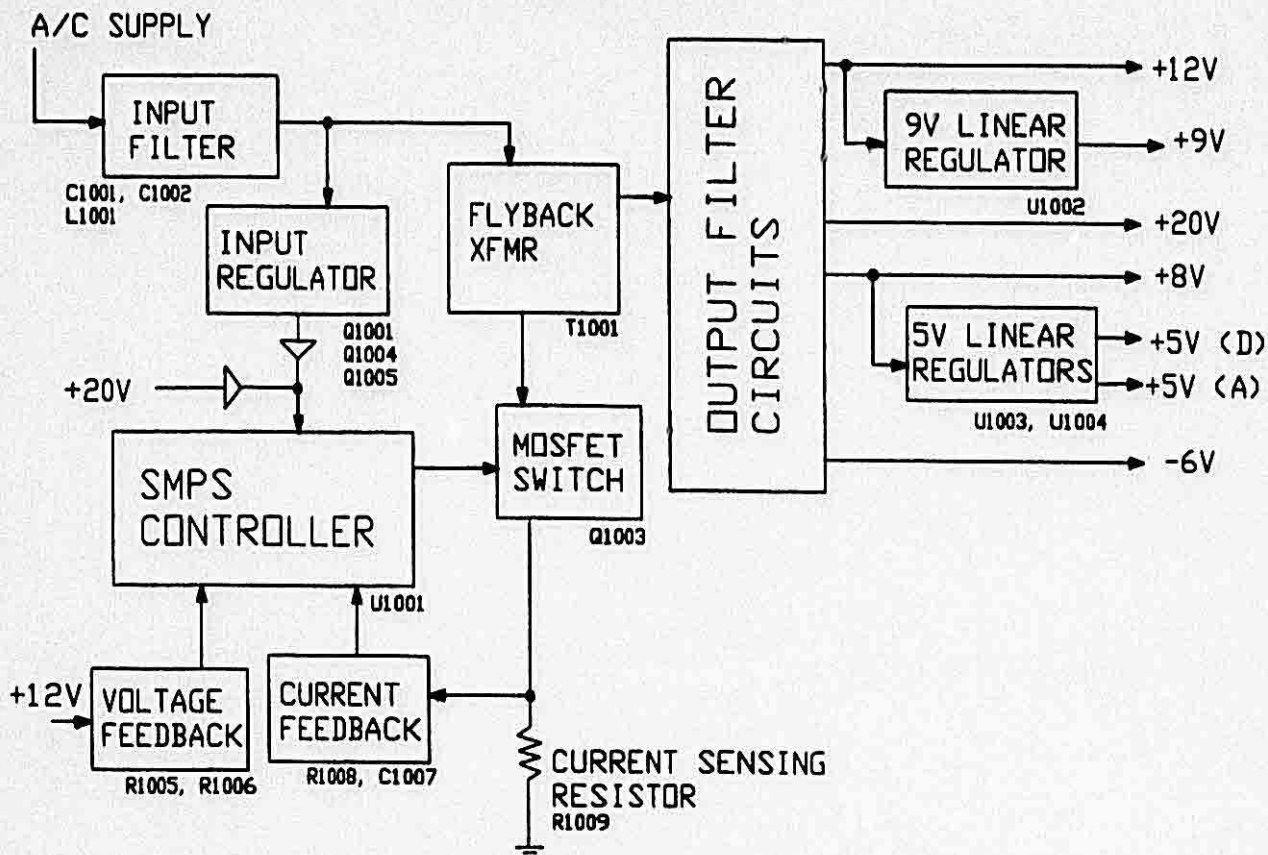 A/C SUPPLY
INPUT
FILTER
C1001, C1002
L1001
INPUT
REGULATOR
Q1001
Q1004
Q1005
+20V
FLYBACK
XFMR
T1001
SMPS
CONTROLLER
U1001
MOSFET
SWITCH
Q1003
+12V
VOLTAGE
FEEDBACK
R1005, R1006
CURRENT
FEEDBACK
R1008, C1007
CURRENT SENSING
RESISTOR
R1009
OUTPUT FILTER
CIRCUITS
+12V
9V LINEAR
REGULATOR
U1002
+9V
+20V
+8V
5V LINEAR
REGULATORS
U1003, U1004
+5V (D)
+5V (A)
-6V